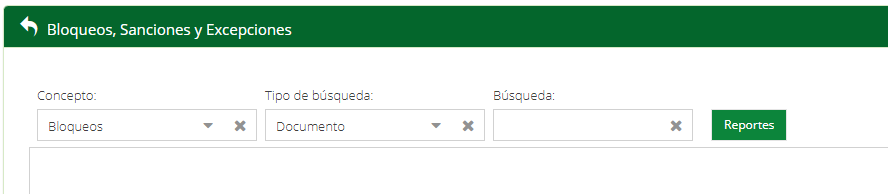 Bloqueos, Sanciones y Excepciones
Concepto: Tipo de búsqueda: Búsqueda:
Bloqueos Documento Reportes